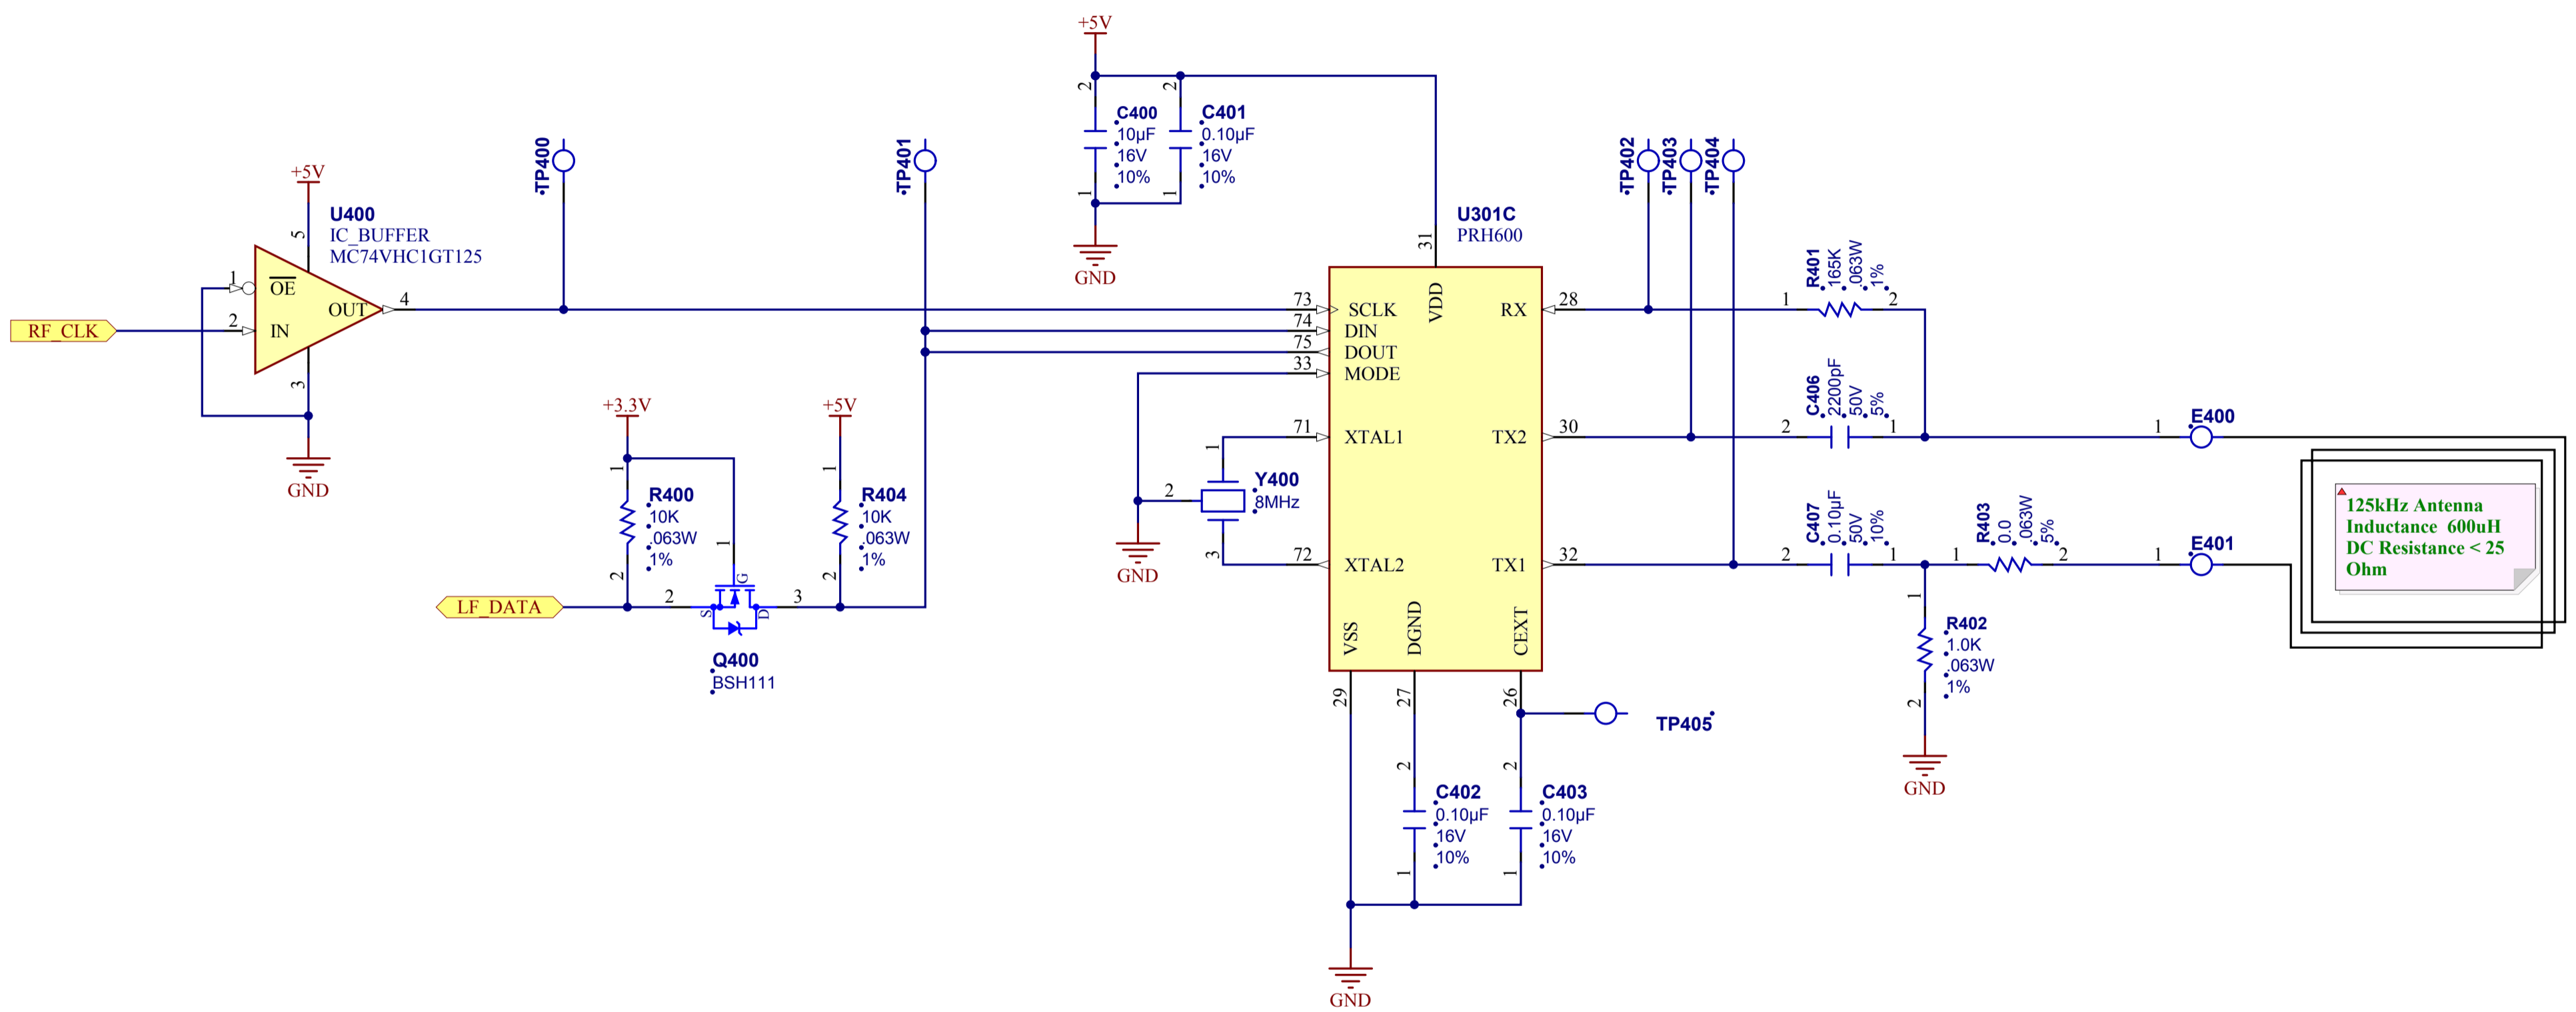 +5V
2
2
C400
10µF
16V
10%
C401
0.10µF
16V
10%
1
1
GND
TP400
TP401
TP402
TP403
TP404
+5V
U400
IC_BUFFER
MC74VHC1GT125
5
1
OE
OUT
4
2
IN
3
RF_CLK
GND
U301C
PRH600
31
VDD
73
SCLK
74
DIN
75
DOUT
33
MODE
71
XTAL1
72
XTAL2
RX
28
TX2
30
TX1
32
VSS
DGND
CEXT
29
27
26
R401
165K
.063W
1%
1
2
C406
2200pF
50V
5%
2
1
1
E400
C407
0.10µF
50V
10%
2
1
R403
0.0
.063W
5%
1
2
1
E401
125kHz Antenna
Inductance 600uH
DC Resistance < 25
Ohm
1
R402
1.0K
.063W
1%
2
GND
+3.3V
1
R400
10K
.063W
1%
2
+5V
1
R404
10K
.063W
1%
2
LF_DATA
2
S
1
G
D
3
Q400
BSH111
1
2
Y400
8MHz
3
GND
TP405
2
C402
0.10µF
16V
10%
1
2
C403
0.10µF
16V
10%
1
GND